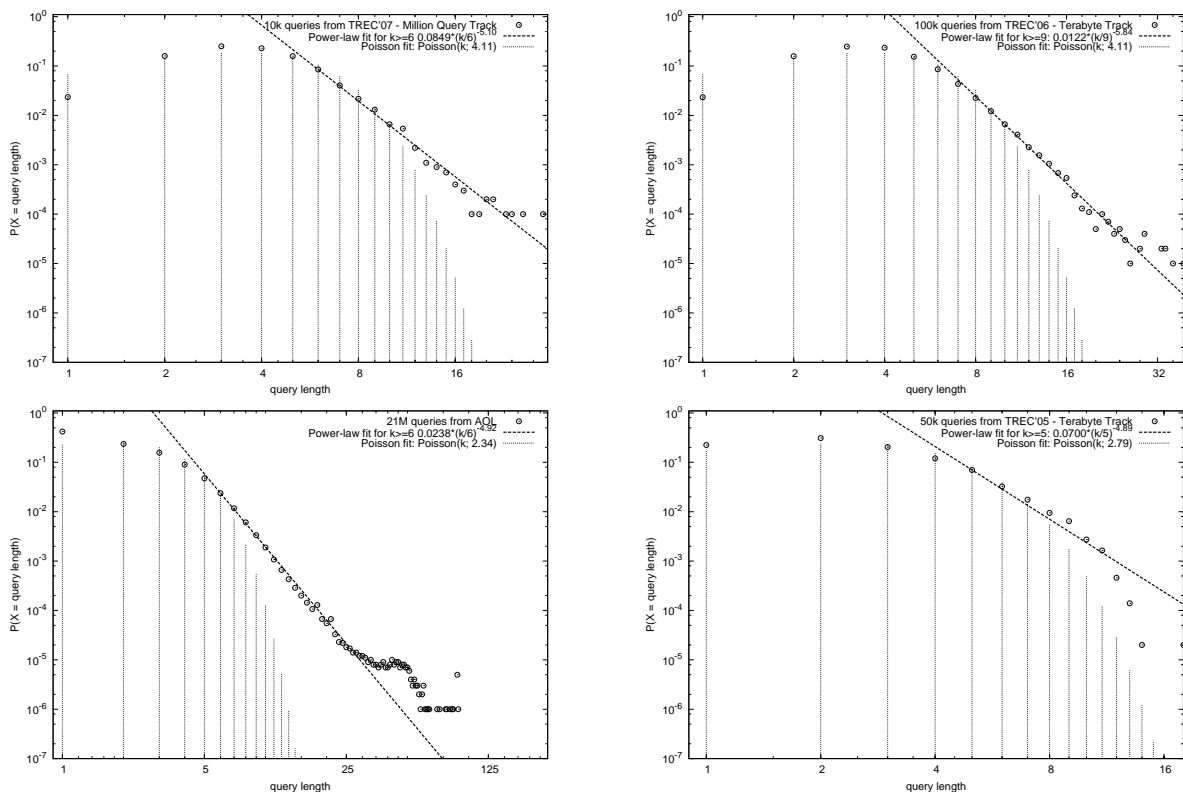 10k queries from TREC'07 - Million Query Track
Power-law fit for k>=6 0.0849*(k/6)^-5.10
Poisson fit: Poisson(k; 4.11)
P(X = query length)
10^0
10^-1
10^-2
10^-3
10^-4
10^-5
10^-6
10^-7
1 2 4 8 16
query length
100k queries from TREC'06 - Terabyte Track
Power-law fit for k>=9: 0.0122*(k/9)^-5.84
Poisson fit: Poisson(k; 4.11)
P(X = query length)
10^0
10^-1
10^-2
10^-3
10^-4
10^-5
10^-6
10^-7
1 2 4 8 16 32
query length
21M queries from AOL
Power-law fit for k>=6 0.0238*(k/6)^-4.92
Poisson fit: Poisson(k; 2.34)
P(X = query length)
10^0
10^-1
10^-2
10^-3
10^-4
10^-5
10^-6
10^-7
1 5 25 125
query length
50k queries from TREC'05 - Terabyte Track
Power-law fit for k>=5: 0.0700*(k/5)^-4.89
Poisson fit: Poisson(k; 2.79)
P(X = query length)
10^0
10^-1
10^-2
10^-3
10^-4
10^-5
10^-6
10^-7
1 2 4 8 16
query length